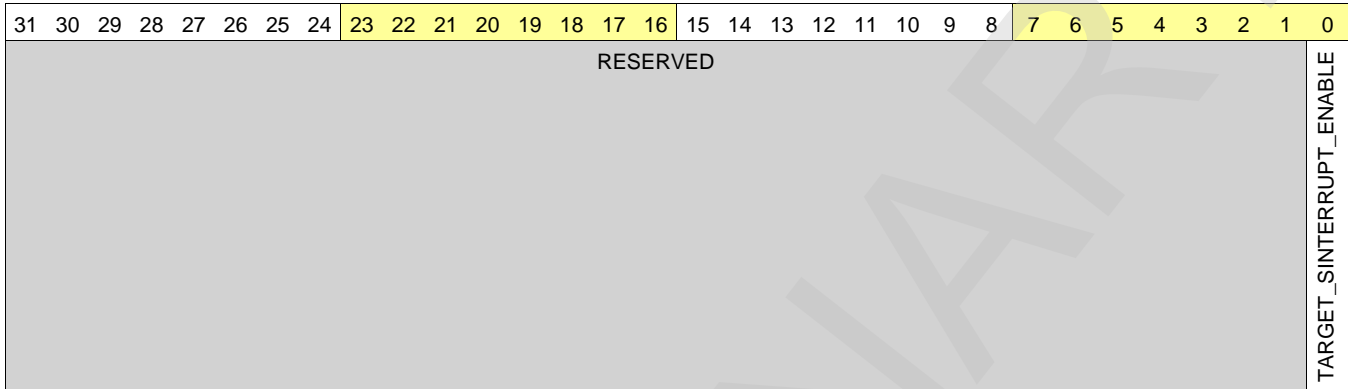 31 30 29 28 27 26 25 24 23 22 21 20 19 18 17 16 15 14 13 12 11 10 9 8 7 6 5 4 3 2 1 0
RESERVED
TARGET_SINTERRUPT_ENABLE